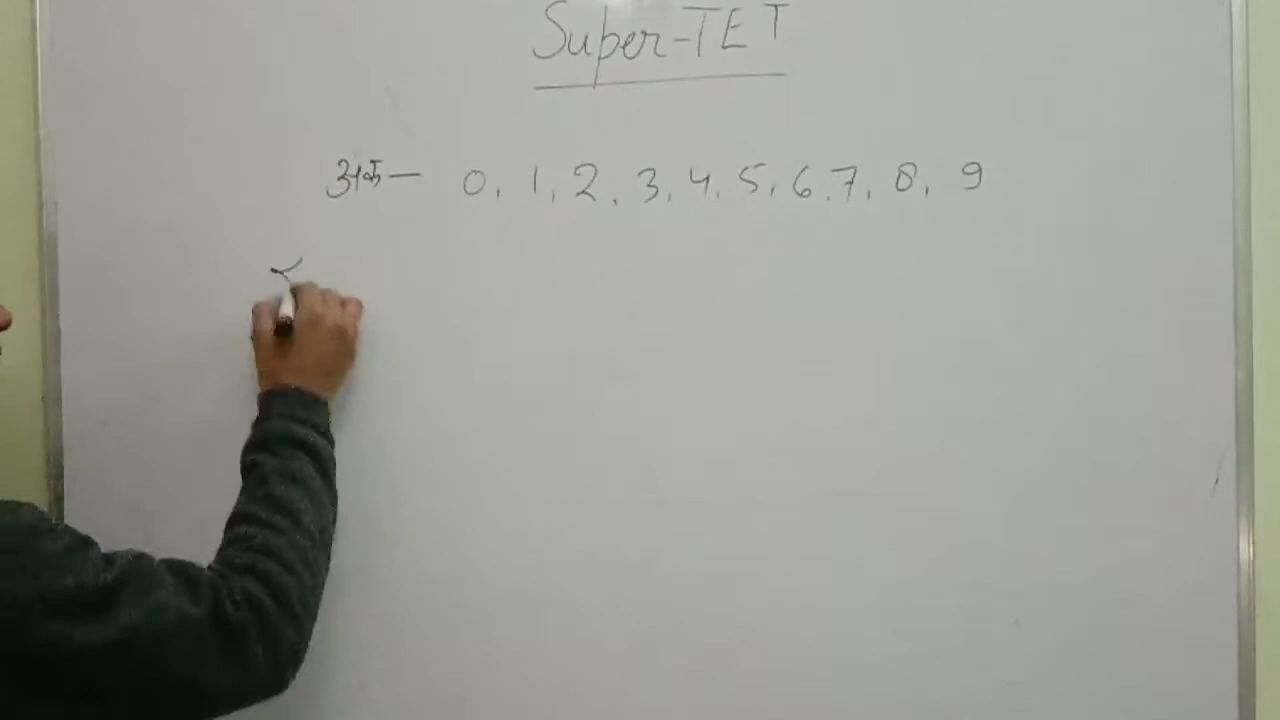 Super-TET
अंक— 0, 1, 2, 3, 4, 5, 6, 7, 8, 9